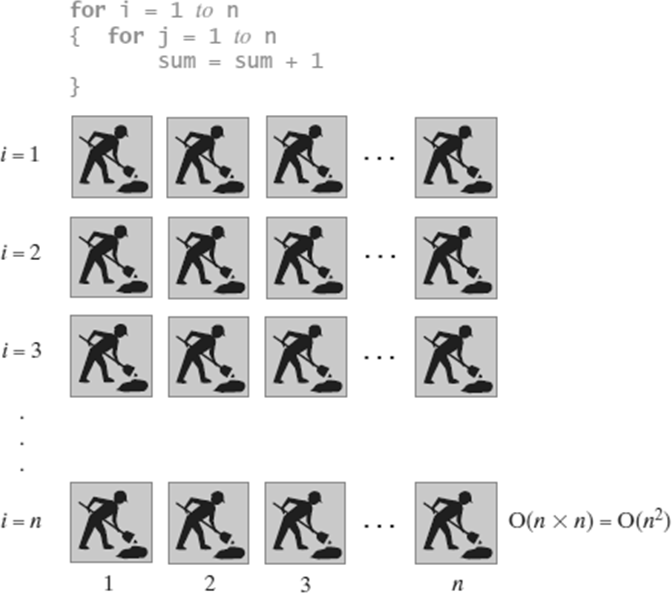 for i = 1 to n
{ for j = 1 to n
sum = sum + 1
}
i = 1 . . .
i = 2 . . .
i = 3 . . .
.
.
.
i = n . . . O(n × n) = O(n²)
1 2 3 n